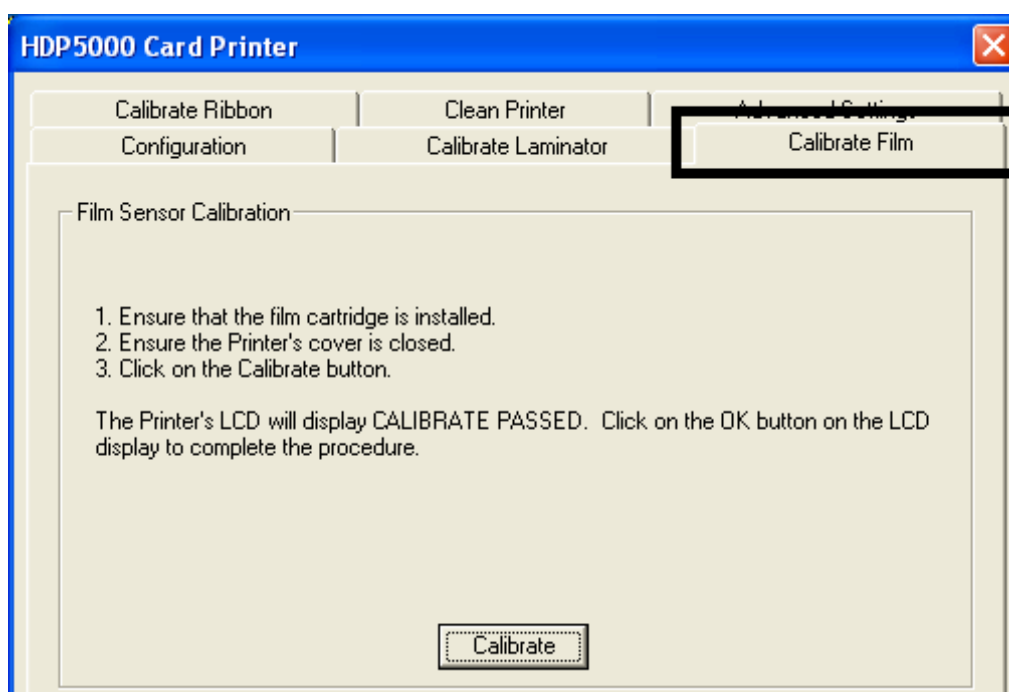 HDP5000 Card Printer
Calibrate Ribbon
Clean Printer
Advanced Settings
Configuration
Calibrate Laminator
Calibrate Film
Film Sensor Calibration
1. Ensure that the film cartridge is installed.
2. Ensure the Printer's cover is closed.
3. Click on the Calibrate button.
The Printer's LCD will display CALIBRATE PASSED.  Click on the OK button on the LCD
display to complete the procedure.
Calibrate